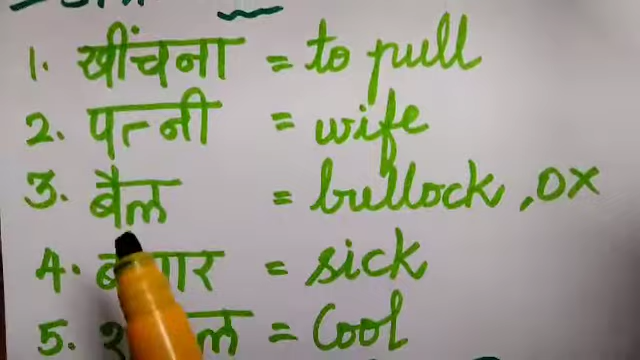 1. खींचना = to pull
2. पत्नी = wife
3. बैल = bullock, ox
4. = sick
5. = Cool